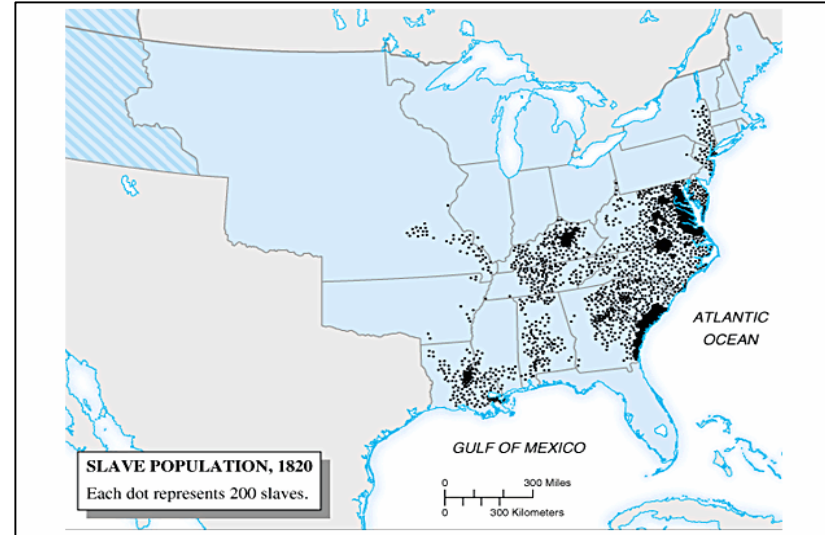 ATLANTIC
OCEAN
GULF OF MEXICO
SLAVE POPULATION, 1820
Each dot represents 200 slaves.
0 300 Miles
0 300 Kilometers